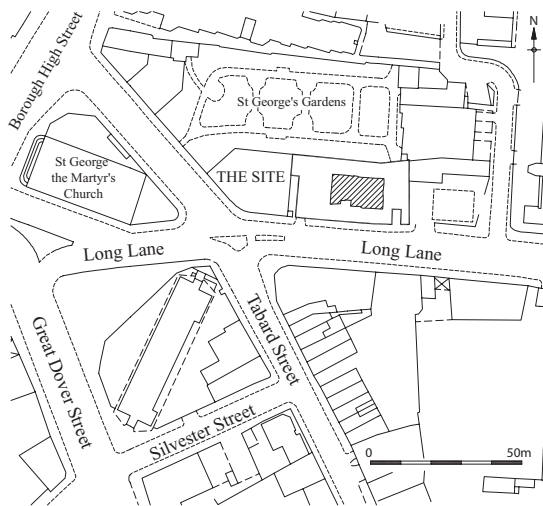 N
Borough High Street
St George's Gardens
St George
the Martyr's
Church
THE SITE
Long Lane
Long Lane
Tabard Street
Great Dover Street
Silvester Street
0
50m